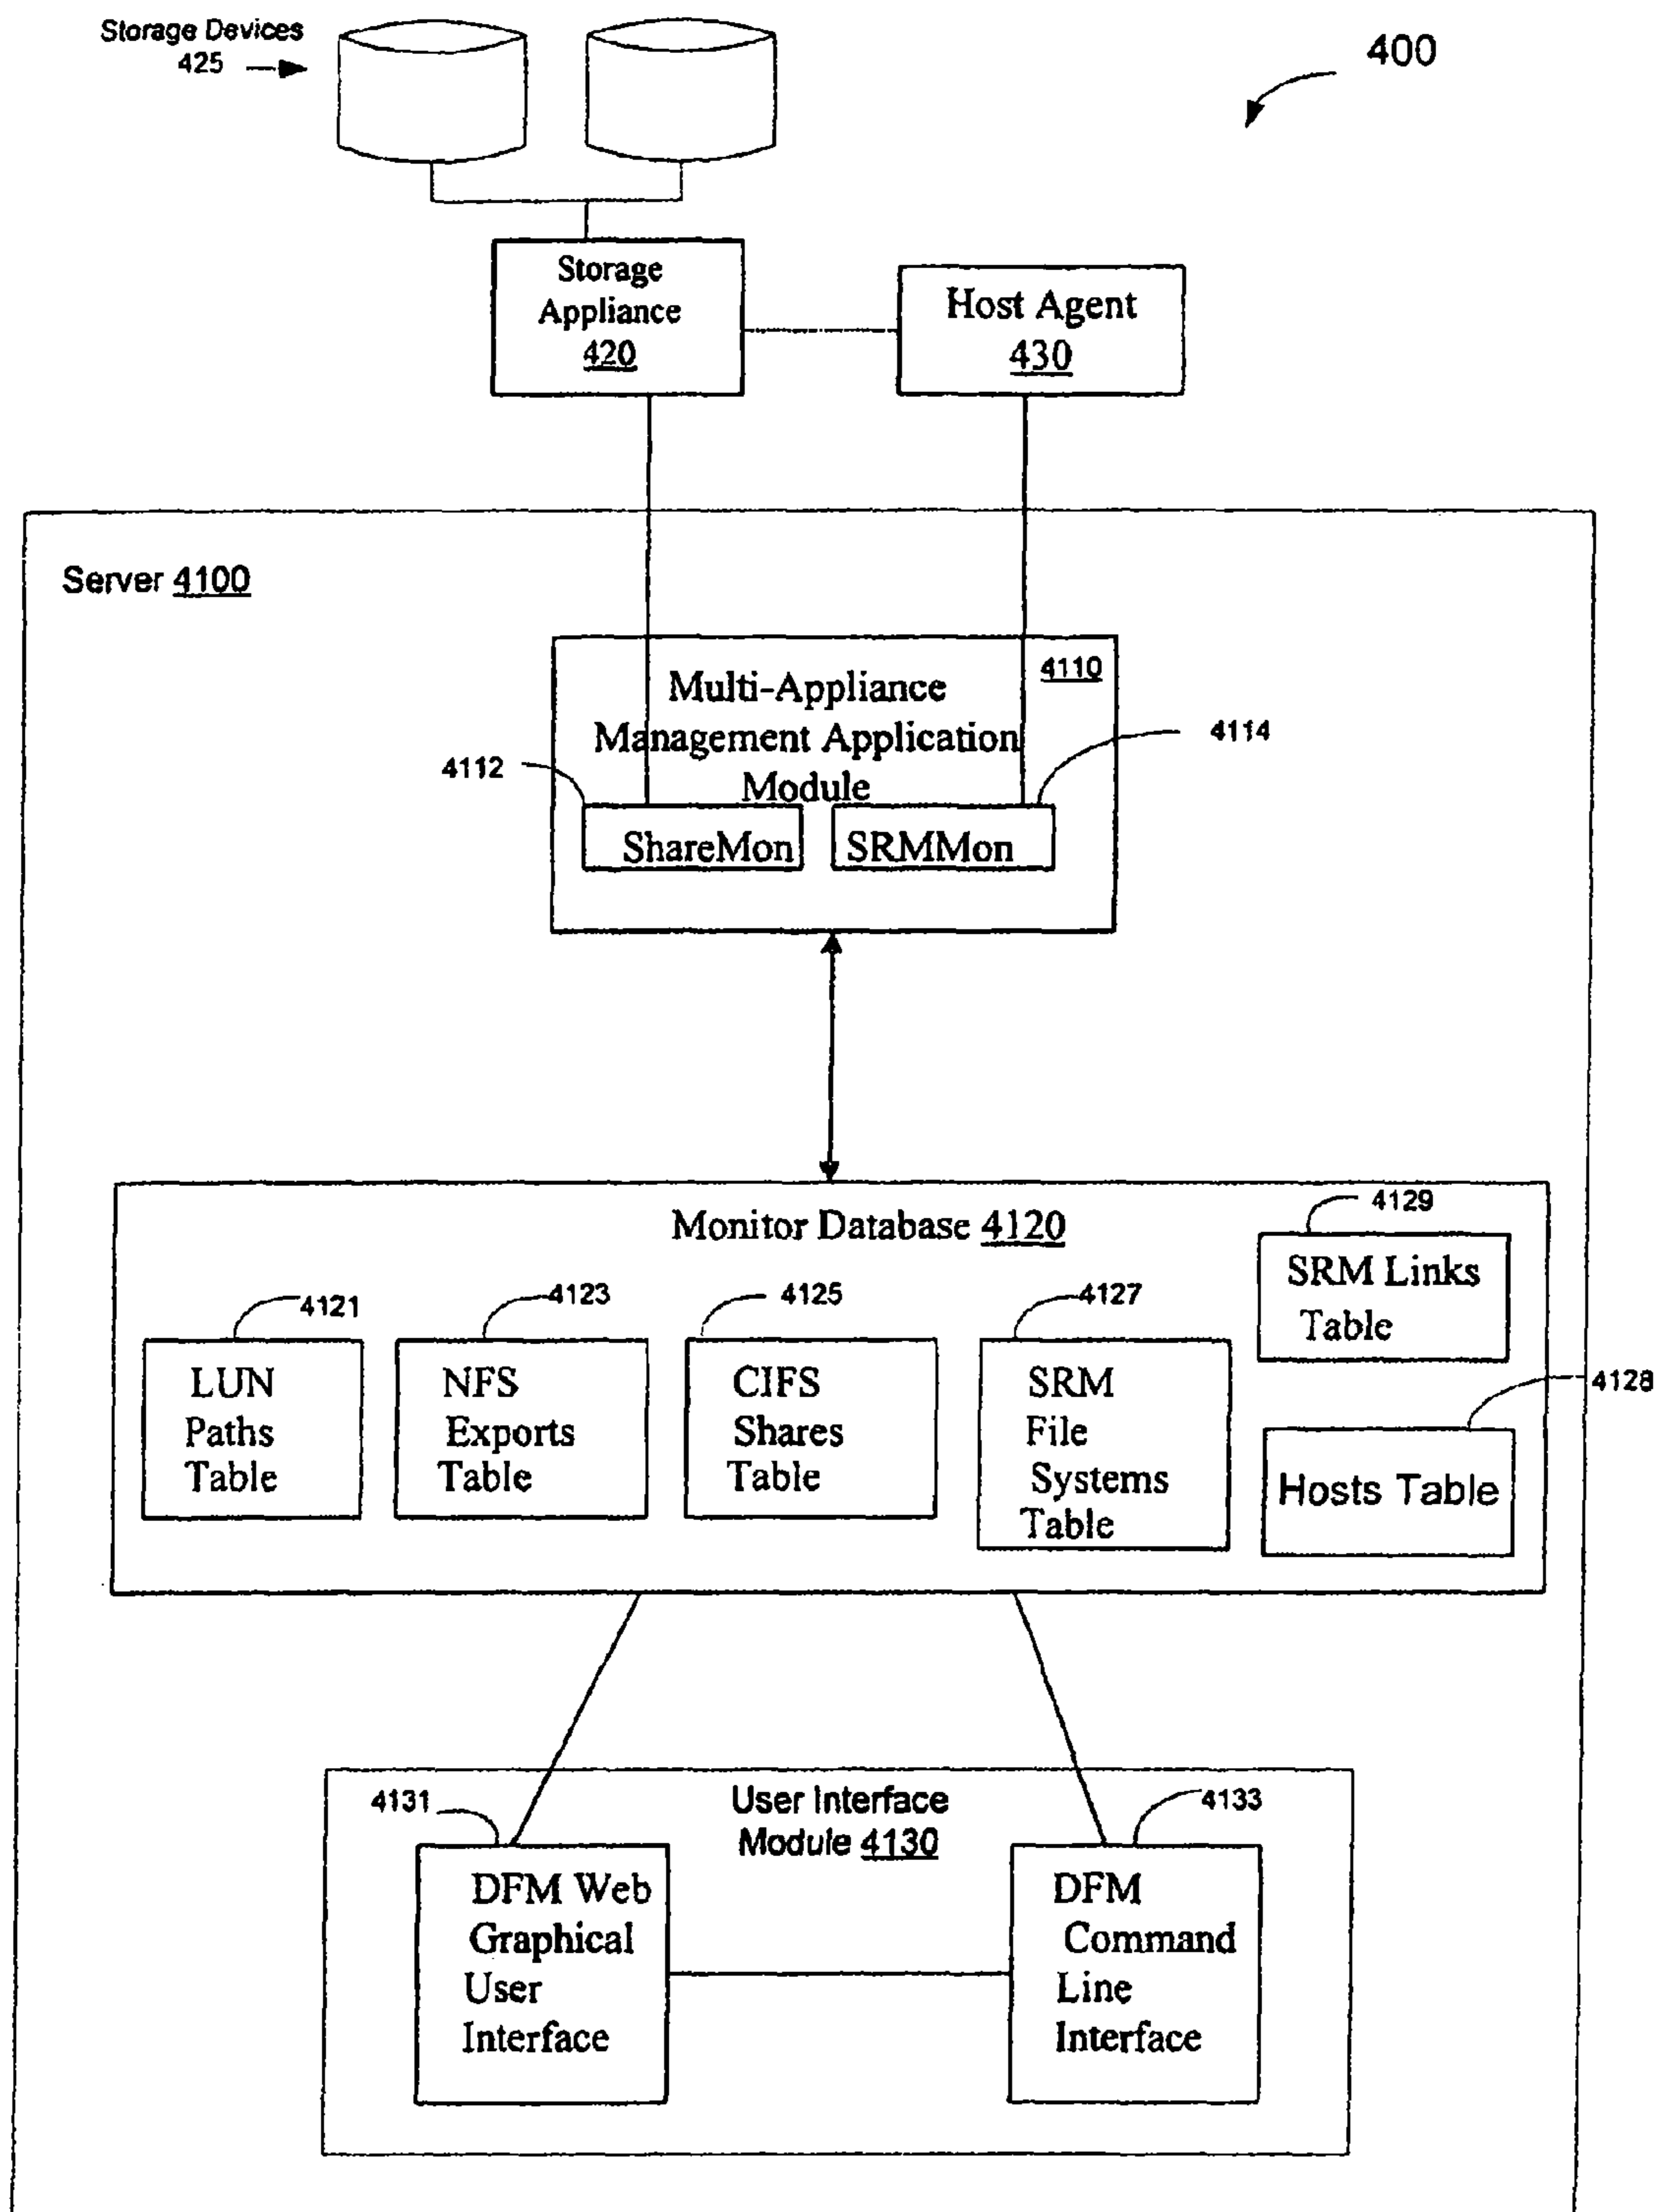 Storage Devices
425
400
Storage
Appliance
420
Host Agent
430
Server 4100
4110
Multi-Appliance
Management Application
Module
4114
4112
ShareMon
SRMMon
Monitor Database 4120
4129
SRM Links
Table
4121
4123
4125
4127
4128
LUN
Paths
Table
NFS
Exports
Table
CIFS
Shares
Table
SRM
File
Systems
Table
Hosts Table
User Interface
Module 4130
4131
4133
DFM Web
Graphical
User
Interface
DFM
Command
Line
Interface